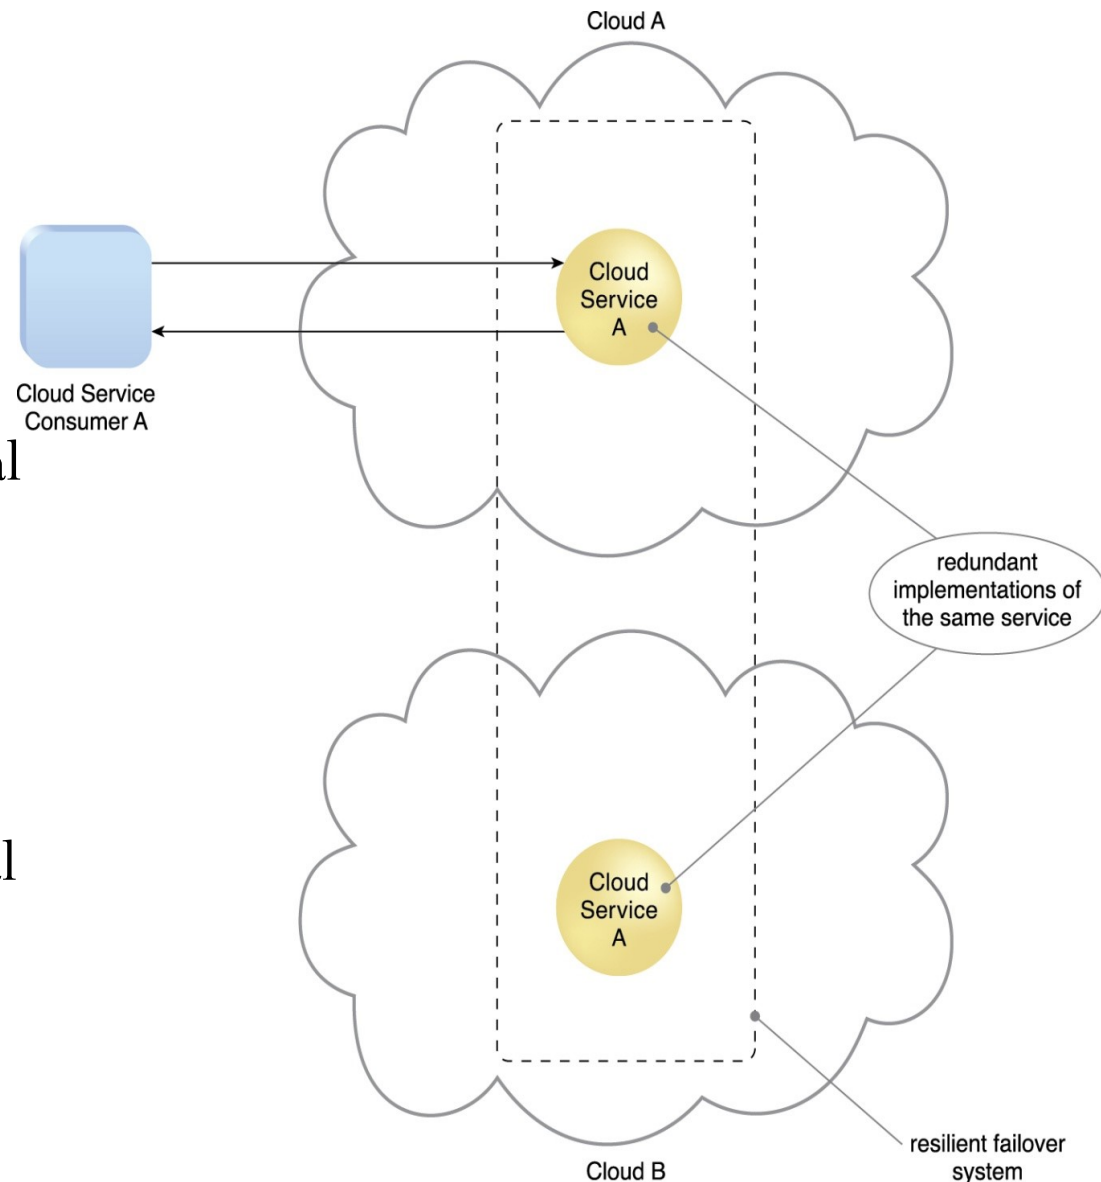 Cloud A
Cloud
Service
A
Cloud Service
Consumer A
redundant
implementations of
the same service
Cloud
Service
A
resilient failover
system
Cloud B